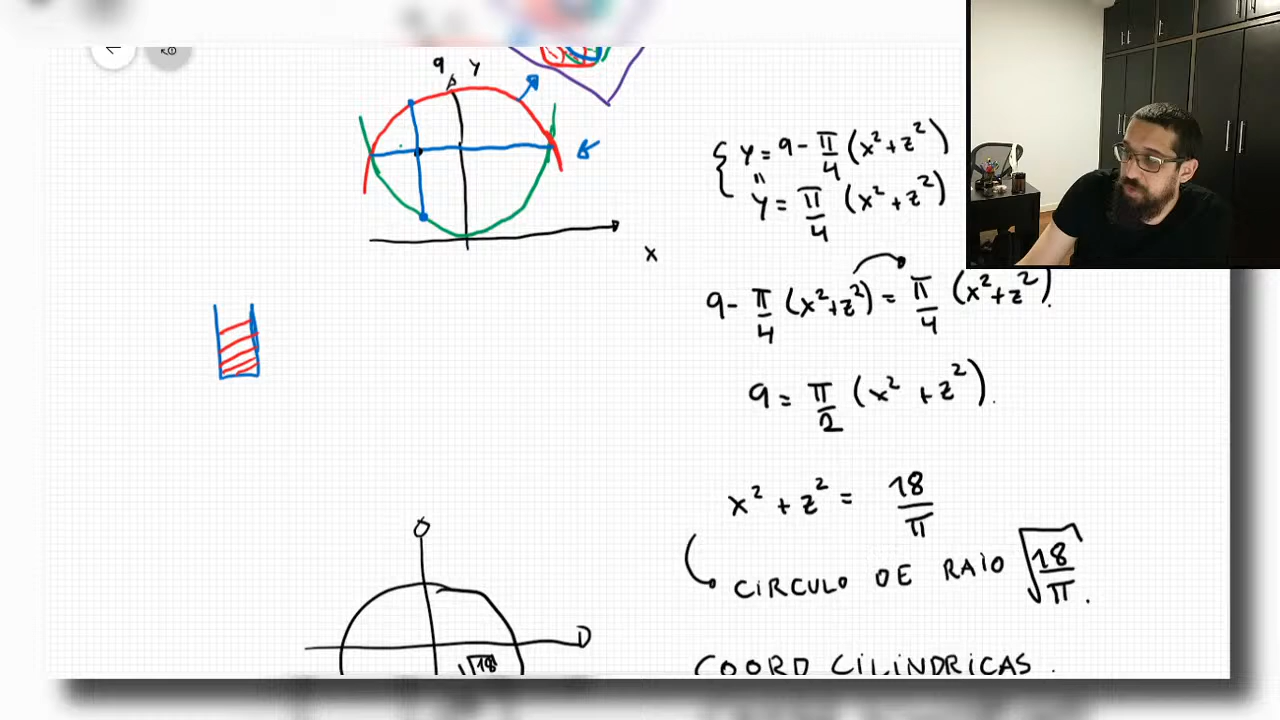 9 y
x
{ y = 9 - π/4 (x² + z²)
"
y = π/4 (x² + z²)
9 - π/4 (x² + z²) = π/4 (x² + z²).
9 = π/2 (x² + z²).
x² + z² = 18/π
CIRCULO DE RAIO √(18/π).
√18
COORD CILINDRICAS.